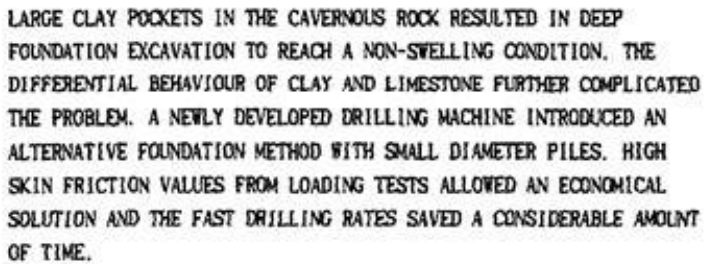 LARGE CLAY POCKETS IN THE CAVERNOUS ROCK RESULTED IN DEEP
FOUNDATION EXCAVATION TO REACH A NON-SWELLING CONDITION. THE
DIFFERENTIAL BEHAVIOUR OF CLAY AND LIMESTONE FURTHER COMPLICATED
THE PROBLEM. A NEWLY DEVELOPED DRILLING MACHINE INTRODUCED AN
ALTERNATIVE FOUNDATION METHOD WITH SMALL DIAMETER PILES. HIGH
SKIN FRICTION VALUES FROM LOADING TESTS ALLOWED AN ECONOMICAL
SOLUTION AND THE FAST DRILLING RATES SAVED A CONSIDERABLE AMOUNT
OF TIME.